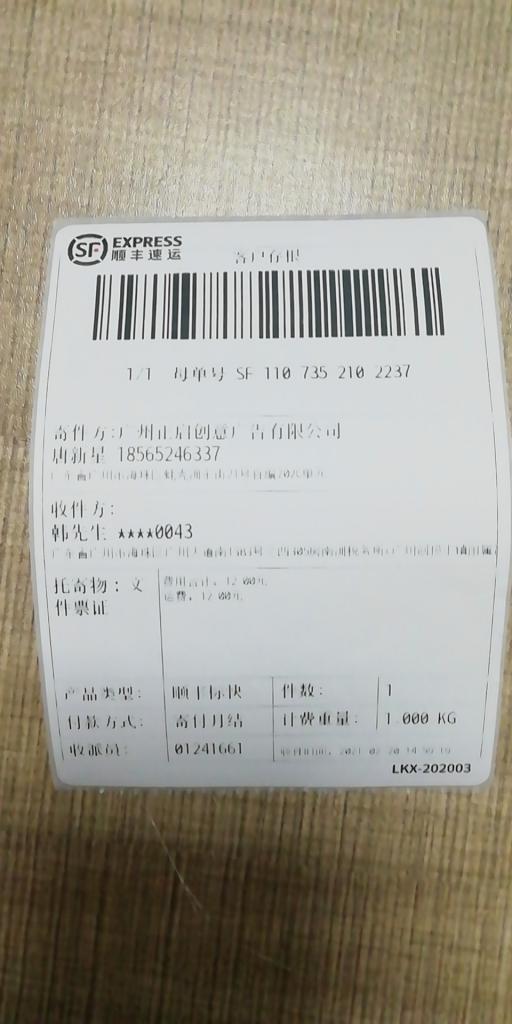 SF EXPRESS
顺丰速运
客户存根
1/1 母单号 SF 110 735 210 2237
寄件方:广州正启创意广告有限公司
唐新星 18565246337
收件方:
韩先生 ★★★★0043
托寄物：文
件票证
费用合计: 12.00元
运费: 12.00元
产品类型: 顺丰标快 件数: 1
付款方式: 寄付月结 计费重量: 1.000 KG
收派员: 01241661
LKX-202003